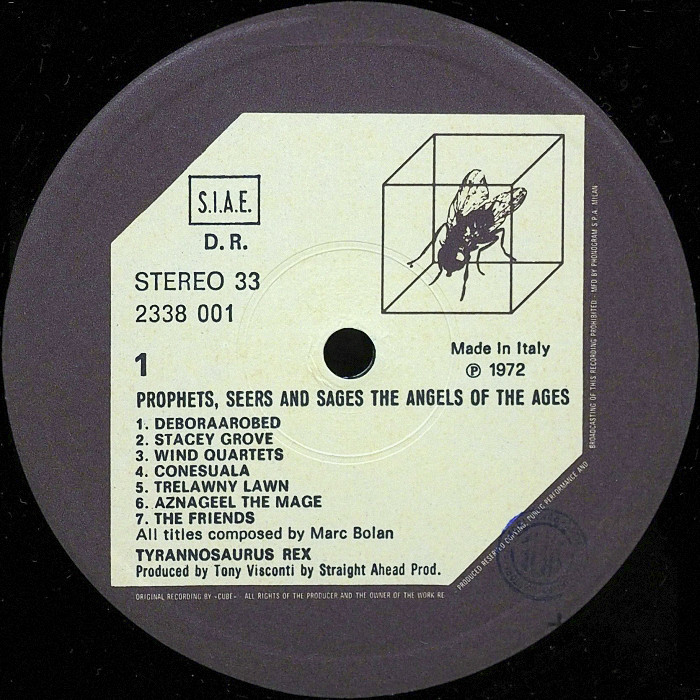 S.I.A.E.
D.R.
STEREO 33
2338 001
Made In Italy
℗ 1972
1
PROPHETS, SEERS AND SAGES THE ANGELS OF THE AGES
1. DEBORAAROBED
2. STACEY GROVE
3. WIND QUARTETS
4. CONESUALA
5. TRELAWNY LAWN
6. AZNAGEEL THE MAGE
7. THE FRIENDS
All titles composed by Marc Bolan
TYRANNOSAURUS REX
Produced by Tony Visconti by Straight Ahead Prod.
ORIGINAL RECORDING BY «CUBE» ALL RIGHTS OF THE PRODUCER AND THE OWNER OF THE WORK RE
PRODUCED RESERVED COPYING, PUBLIC PERFORMANCE AND
BROADCASTING OF THIS RECORDING PROHIBITED - MFD BY PHONOGRAM S.P.A. MILAN